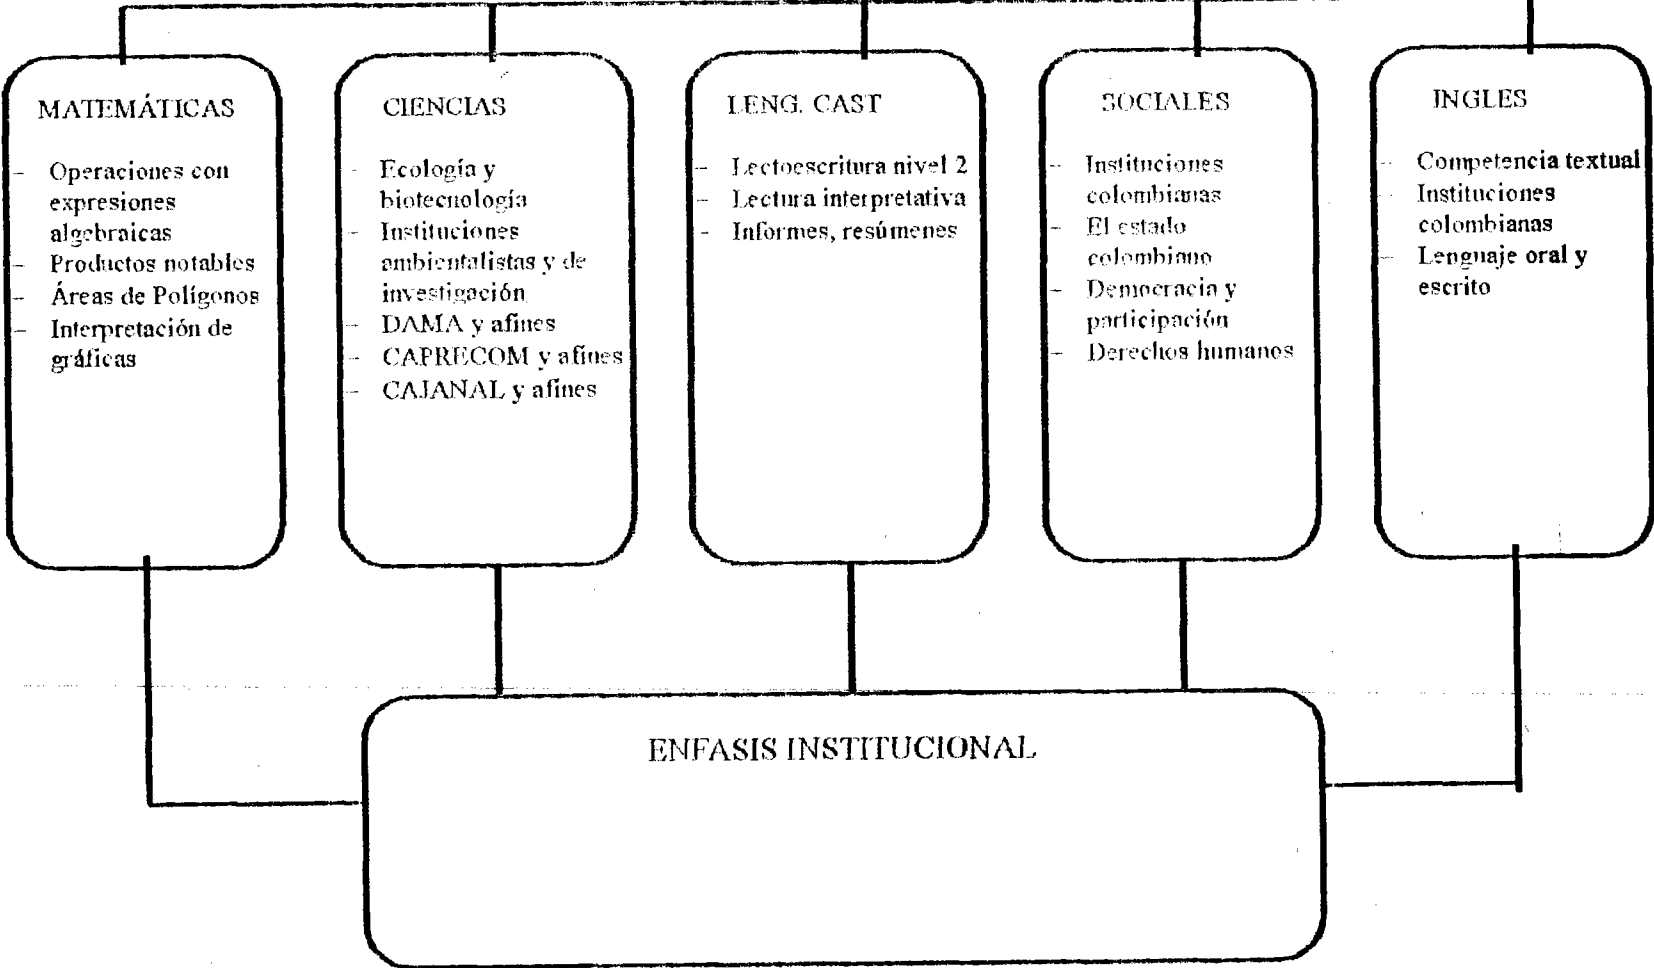 MATEMÁTICAS
- Operaciones con
expresiones
algebraicas
- Productos notables
- Áreas de Polígonos
- Interpretación de
gráficas
CIENCIAS
- Ecología y
biotecnología
- Instituciones
ambientalistas y de
investigación
- DAMA y afines
- CAPRECOM y afines
- CAJANAL y afines
LENG. CAST
- Lectoescritura nivel 2
- Lectura interpretativa
- Informes, resúmenes
SOCIALES
- Instituciones
colombianas
- El estado
colombiano
- Democracia y
participación
- Derechos humanos
INGLES
- Competencia textual
- Instituciones
colombianas
- Lenguaje oral y
escrito
ENFASIS INSTITUCIONAL